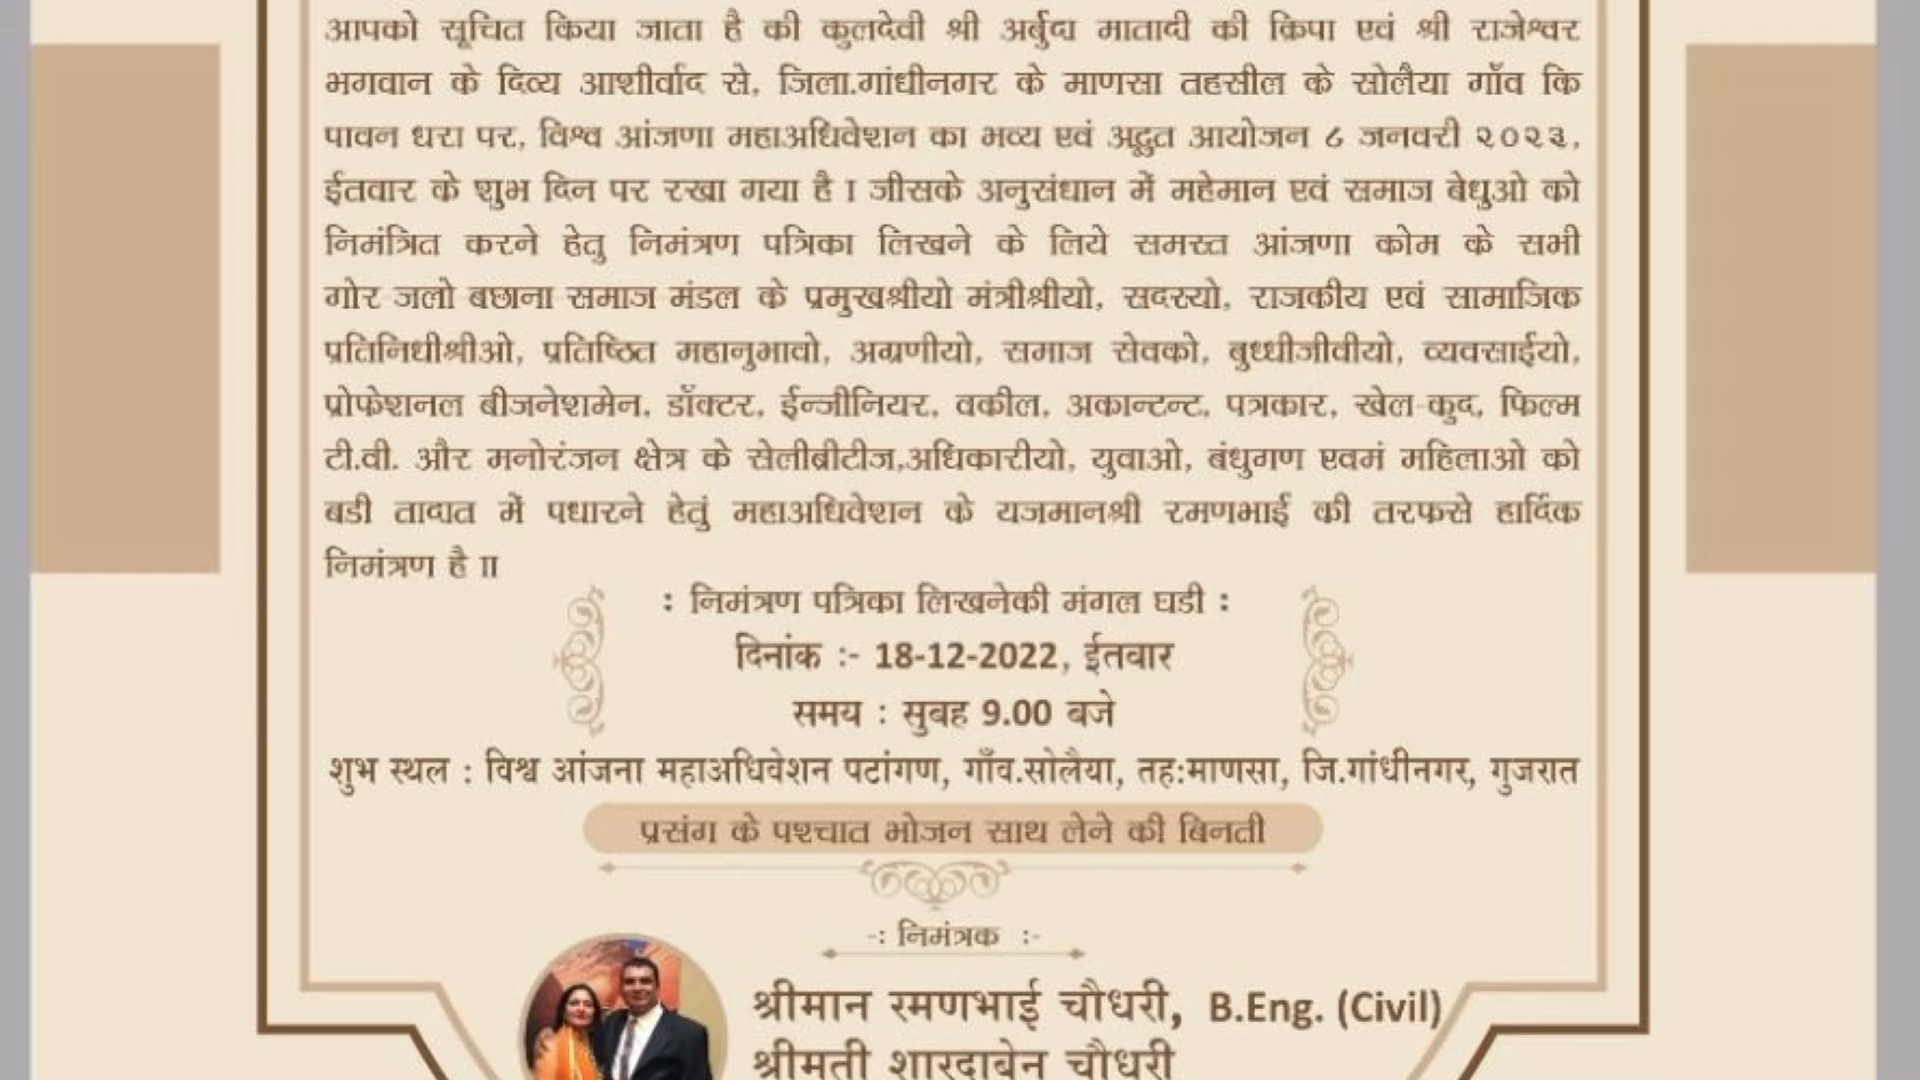 आपको सूचित किया जाता है की कुलदेवी श्री अर्बुदा मातादी की क्रिपा एवं श्री राजेश्वर
भगवान के दिव्य आशीर्वाद से, जिला.गांधीनगर के माणसा तहसील के सोलैया गाँव कि
पावन धरा पर, विश्व आंजणा महाअधिवेशन का भव्य एवं अद्भुत आयोजन ८ जनवरी २०२३,
ईतवार के शुभ दिन पर रखा गया है । जीसके अनुसंधान में महेमान एवं समाज बेधुओ को
निमंत्रित करने हेतु निमंत्रण पत्रिका लिखने के लिये समस्त आंजणा कोम के सभी
गोर जलो बछाना समाज मंडल के प्रमुखश्रीयो मंत्रीश्रीयो, सदस्यो, राजकीय एवं सामाजिक
प्रतिनिधीश्रीओ, प्रतिष्ठित महानुभावो, अग्रणीयो, समाज सेवको, बुध्धीजीवीयो, व्यवसाईयो,
प्रोफेशनल बीजनेशमेन, डॉक्टर, ईन्जीनियर, वकील, अकान्टन्ट, पत्रकार, खेल-कुद, फिल्म
टी.वी. और मनोरंजन क्षेत्र के सेलीब्रीटीज,अधिकारीयो, युवाओ, बंधुगण एवमं महिलाओ को
बडी तादात में पधारने हेतुं महाअधिवेशन के यजमानश्री रमणभाई की तरफसे हार्दिक
निमंत्रण है ॥
: निमंत्रण पत्रिका लिखनेकी मंगल घडी :
दिनांक :- 18-12-2022, ईतवार
समय : सुबह 9.00 बजे
शुभ स्थल : विश्व आंजना महाअधिवेशन पटांगण, गाँव.सोलैया, तह:माणसा, जि.गांधीनगर, गुजरात
प्रसंग के पश्चात भोजन साथ लेने की बिनती
-: निमंत्रक :-
श्रीमान रमणभाई चौधरी, B.Eng. (Civil)
श्रीमती शारदाबेन चौधरी